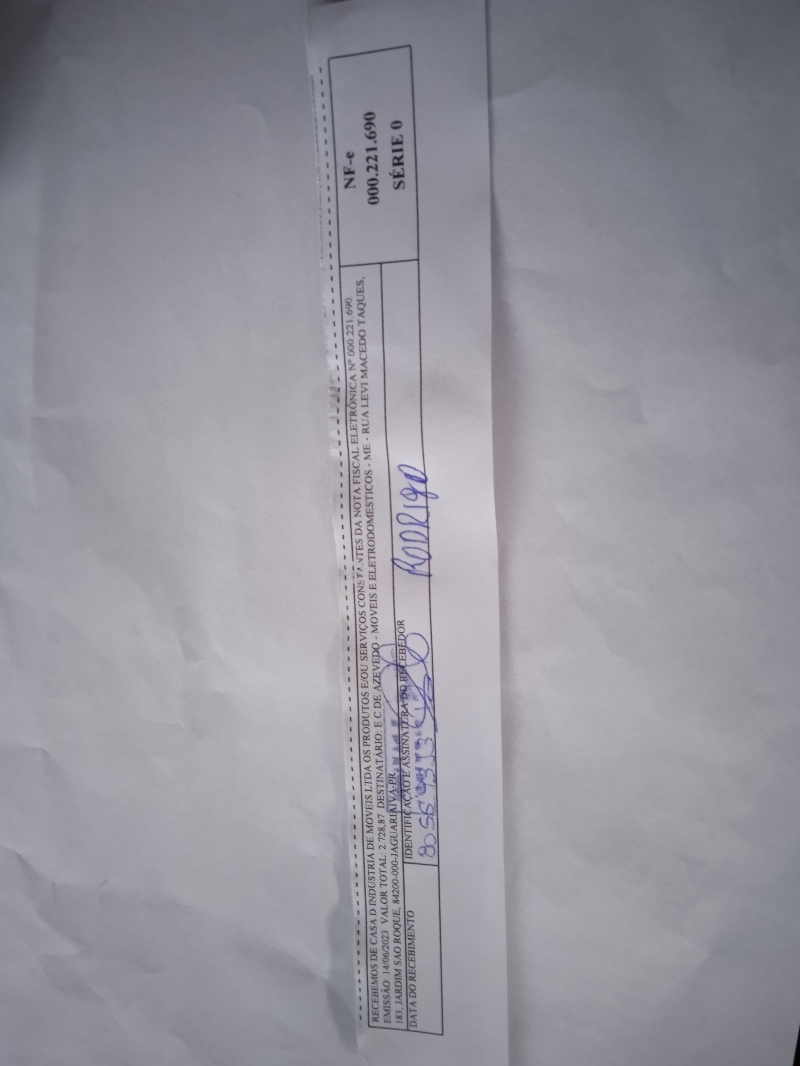 RECEBEMOS DE CASA D INDUSTRIA DE MOVEIS LTDA OS PRODUTOS E/OU SERVIÇOS CONSTANTES DA NOTA FISCAL ELETRÔNICA Nº 000.221.690.
EMISSÃO: 14/06/2023 VALOR TOTAL: 2.728,87 DESTINATÁRIO: E C DE AZEVEDO - MOVEIS E ELETRODOMESTICOS - ME - RUA LEVI MACEDO TAQUES,
183, JARDIM SAO ROQUE, 84200-000-JAGUARIAIVA-PR
DATA DO RECEBIMENTO
IDENTIFICAÇÃO E ASSINATURA DO RECEBEDOR
RODRIgO
NF-e
000.221.690
SÉRIE 0